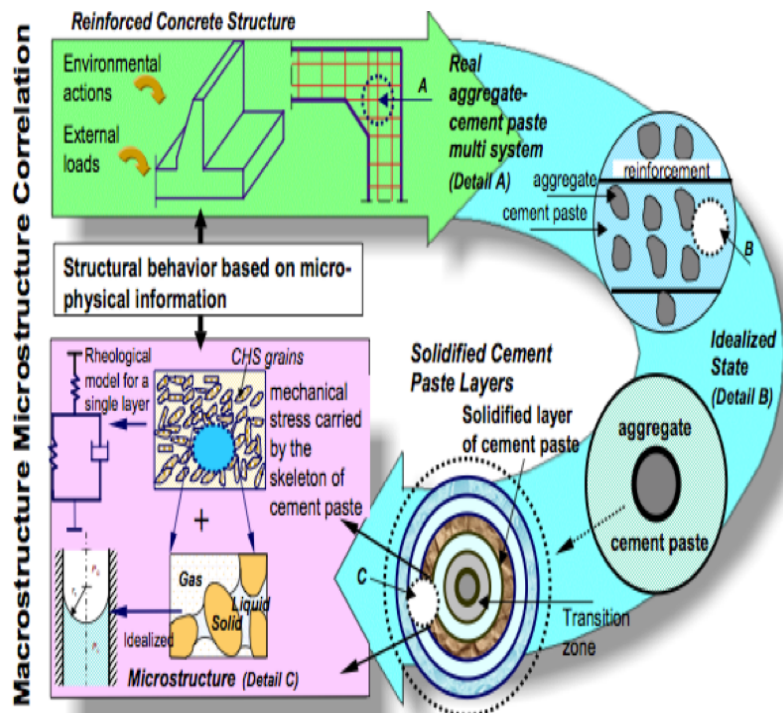 Macrostructure Microstructure Correlation
Reinforced Concrete Structure
Environmental
actions
External
loads
A
Real
aggregate-
cement paste
multi system
(Detail A)
reinforcement
aggregate
cement paste
B
Idealized
State
(Detail B)
aggregate
cement paste
Structural behavior based on micro-
physical information
Solidified Cement
Paste Layers
Solidified layer
of cement paste
C
Transition
zone
Rheological
model for a
single layer
CHS grains
mechanical
stress carried
by the
skeleton of
cement paste
+
Gas
Liquid
Solid
Idealized
Microstructure (Detail C)